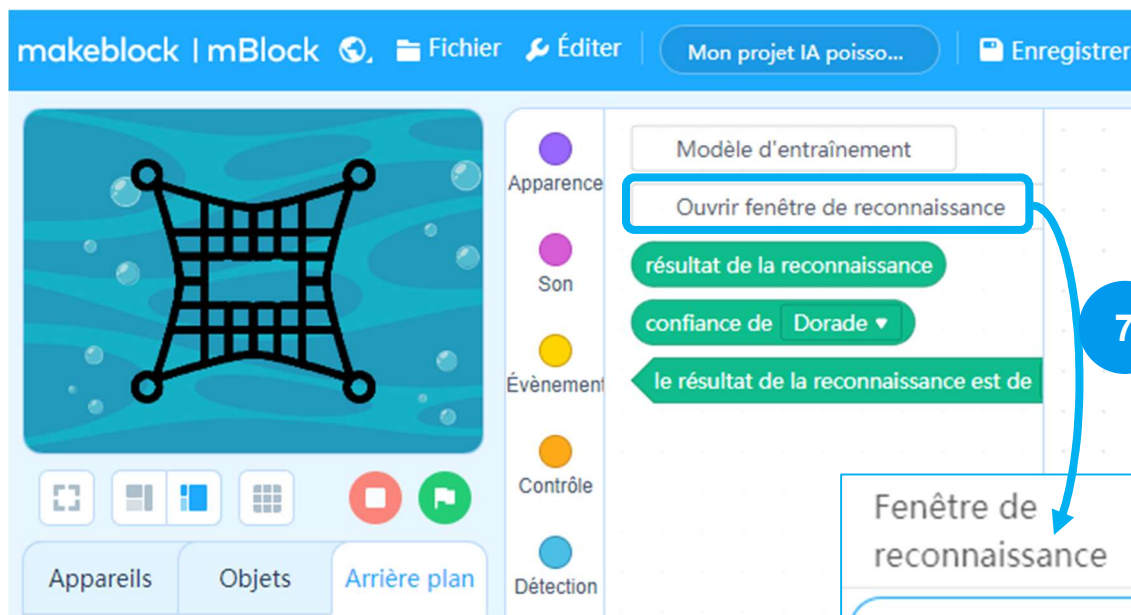 makeblock | mBlock Fichier Éditer Mon projet IA poisso... Enregistrer
Modèle d'entraînement
Apparence
Ouvrir fenêtre de reconnaissance
résultat de la reconnaissance
Son
confiance de Dorade
7
Évènement
le résultat de la reconnaissance est de
Contrôle
Fenêtre de
reconnaissance
Appareils Objets Arrière plan
Détection